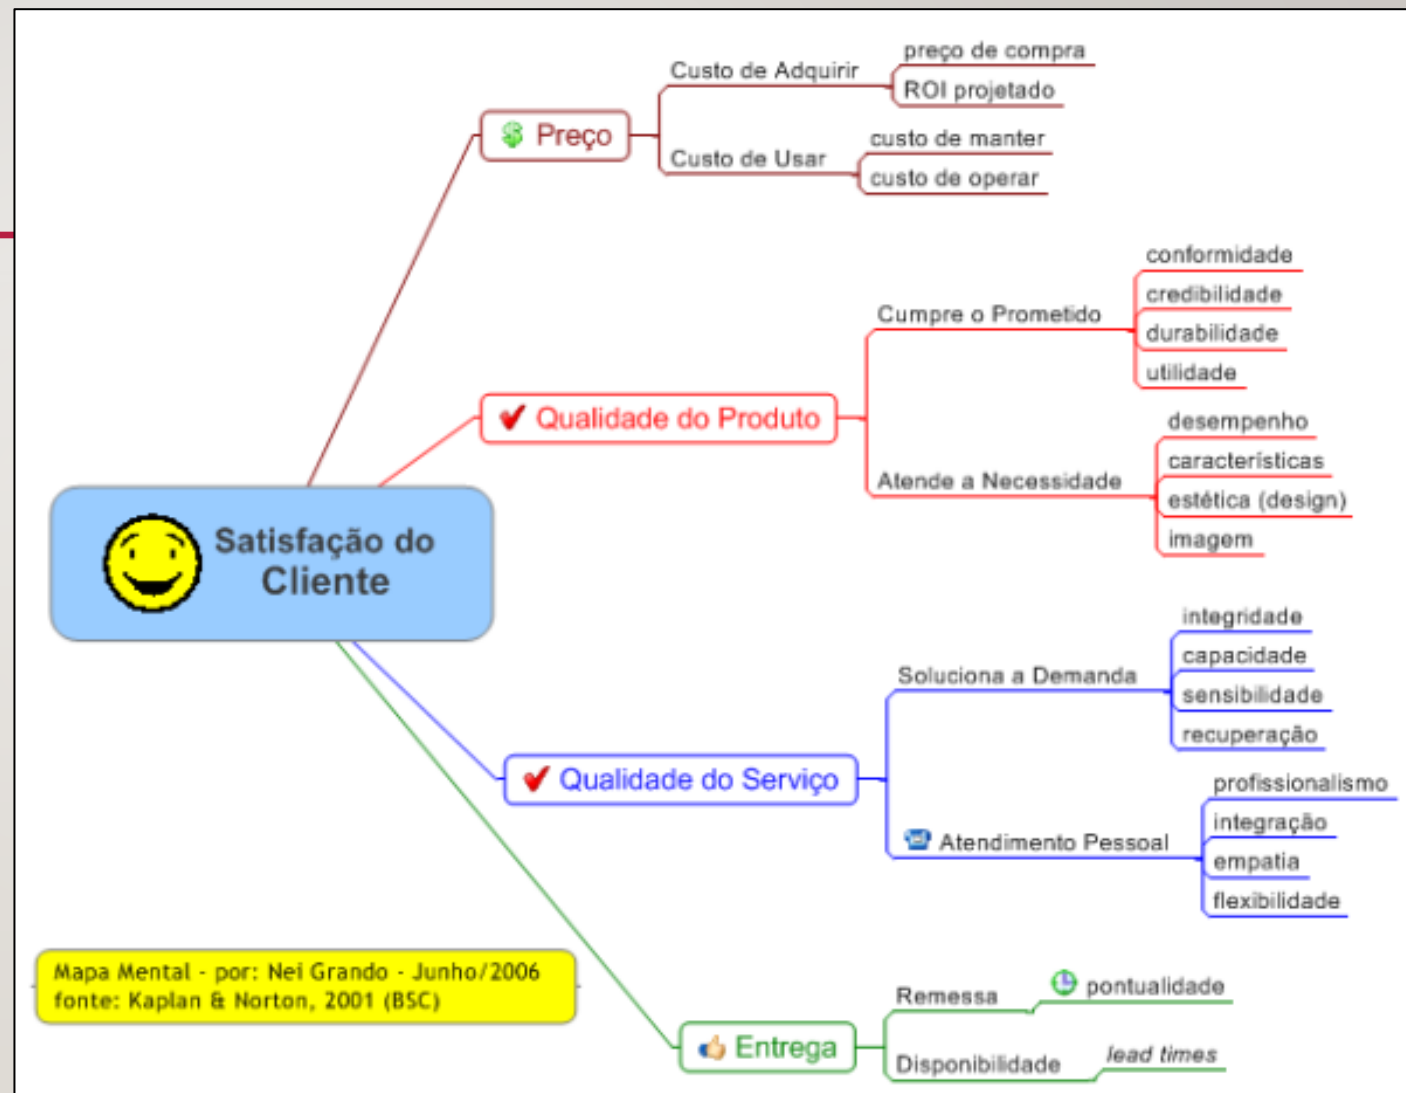 preço de compra
Custo de Adquirir
ROI projetado
Preço
custo de manter
Custo de Usar
custo de operar
conformidade
credibilidade
Cumpre o Prometido
durabilidade
utilidade
Qualidade do Produto
desempenho
características
Atende a Necessidade
estética (design)
imagem
Satisfação do
Cliente
integridade
capacidade
Soluciona a Demanda
sensibilidade
recuperação
Qualidade do Serviço
profissionalismo
integração
Atendimento Pessoal
empatia
flexibilidade
Mapa Mental - por: Nei Grando - Junho/2006
fonte: Kaplan & Norton, 2001 (BSC)
Remessa
pontualidade
Entrega
Disponibilidade
lead times